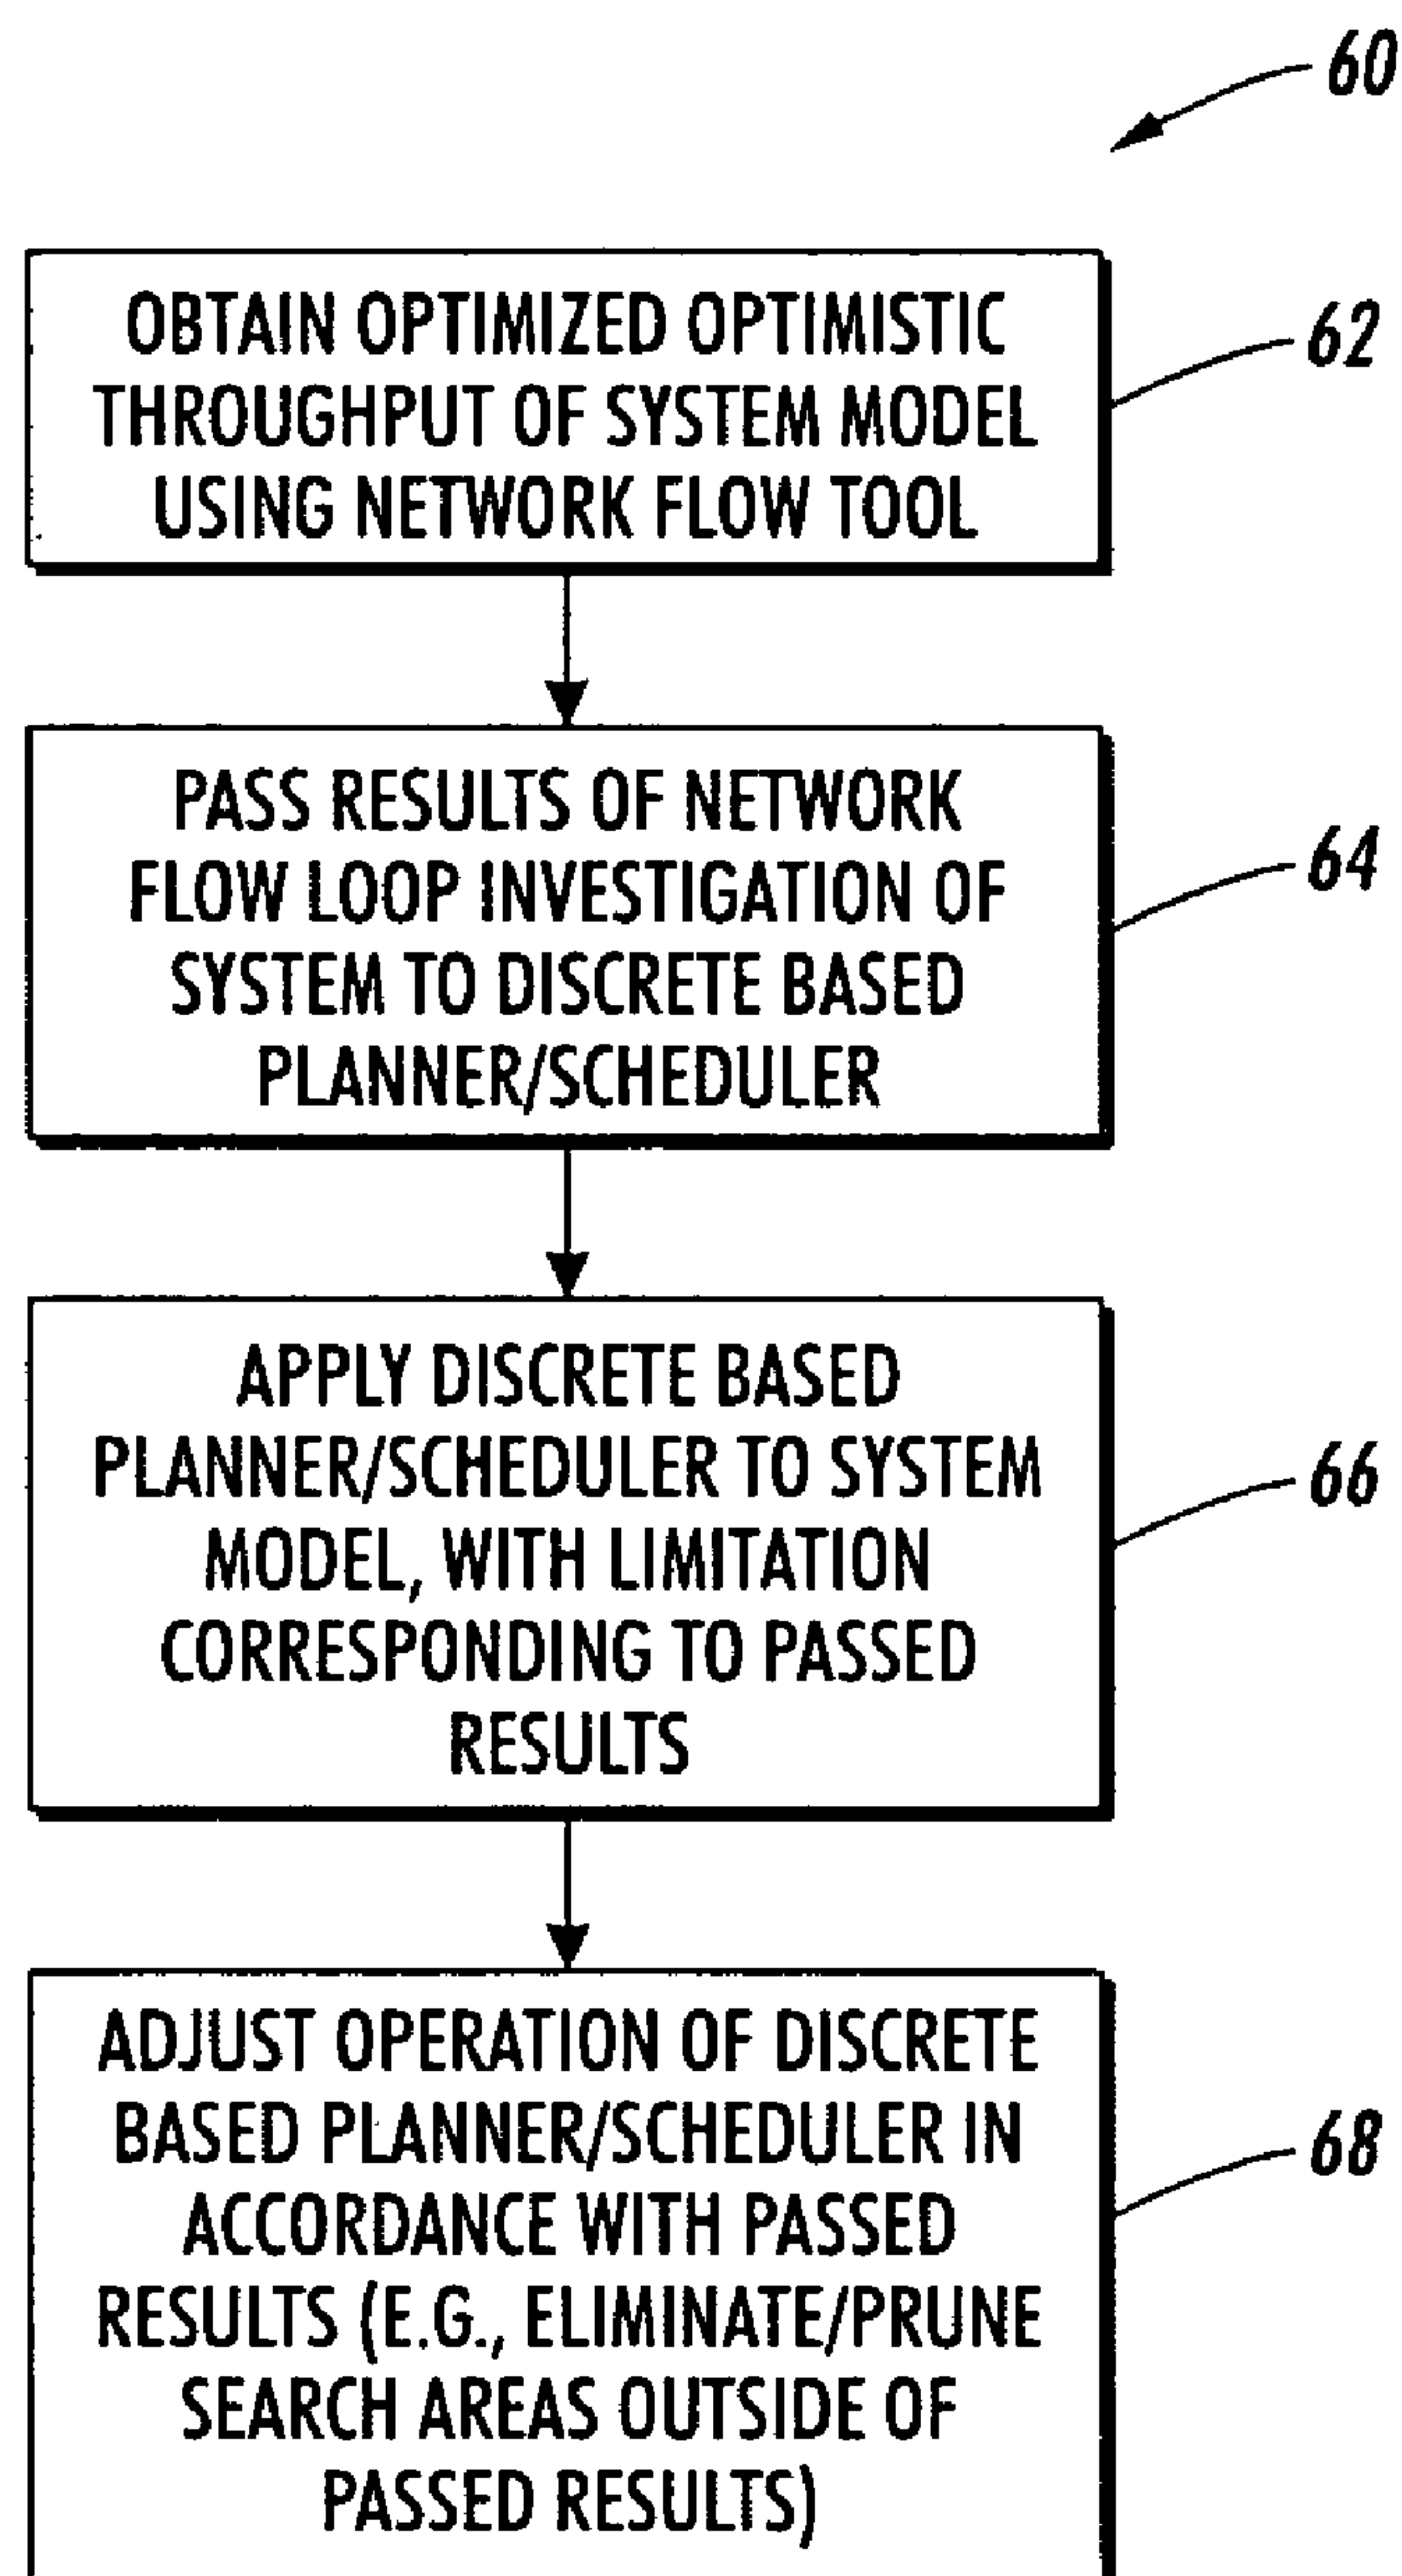 60
OBTAIN OPTIMIZED OPTIMISTIC
THROUGHPUT OF SYSTEM MODEL
USING NETWORK FLOW TOOL
62
PASS RESULTS OF NETWORK
FLOW LOOP INVESTIGATION OF
SYSTEM TO DISCRETE BASED
PLANNER/SCHEDULER
64
APPLY DISCRETE BASED
PLANNER/SCHEDULER TO SYSTEM
MODEL, WITH LIMITATION
CORRESPONDING TO PASSED
RESULTS
66
ADJUST OPERATION OF DISCRETE
BASED PLANNER/SCHEDULER IN
ACCORDANCE WITH PASSED
RESULTS (E.G., ELIMINATE/PRUNE
SEARCH AREAS OUTSIDE OF
PASSED RESULTS)
68